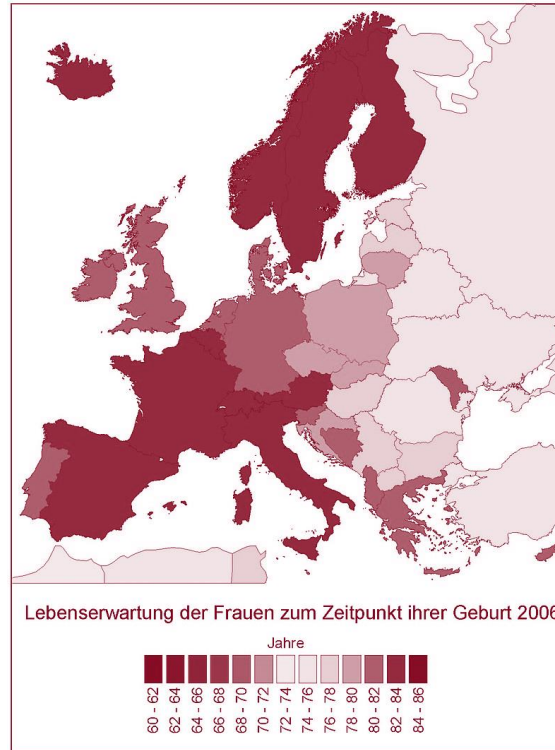 Lebenserwartung der Frauen zum Zeitpunkt ihrer Geburt 2006
Jahre
60 - 62
62 - 64
64 - 66
66 - 68
68 - 70
70 - 72
72 - 74
74 - 76
76 - 78
78 - 80
80 - 82
82 - 84
84 - 86